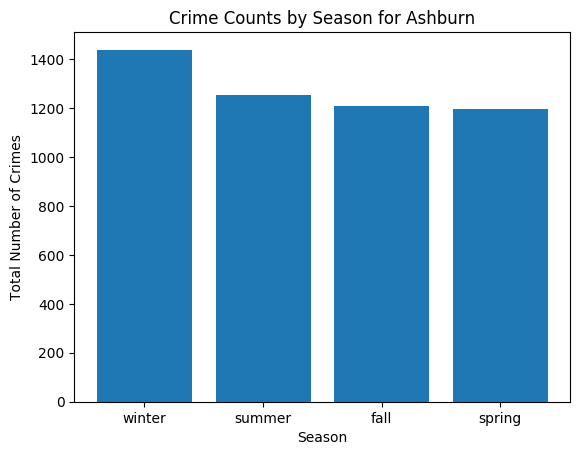 Crime Counts by Season for Ashburn
Total Number of Crimes
1400
1200
1000
800
600
400
200
0
winter summer fall spring
Season